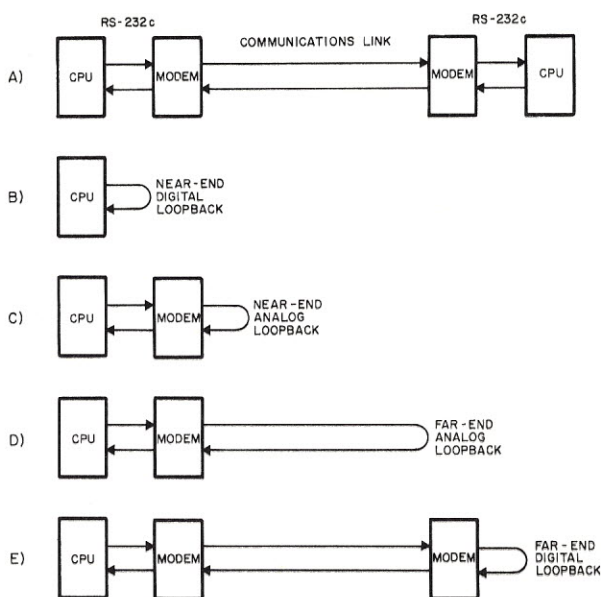 RS-232c
RS-232c
COMMUNICATIONS LINK
A)
CPU
MODEM
MODEM
CPU
B)
CPU
NEAR-END
DIGITAL
LOOPBACK
C)
CPU
MODEM
NEAR-END
ANALOG
LOOPBACK
D)
CPU
MODEM
FAR-END
ANALOG
LOOPBACK
E)
CPU
MODEM
MODEM
FAR-END
DIGITAL
LOOPBACK